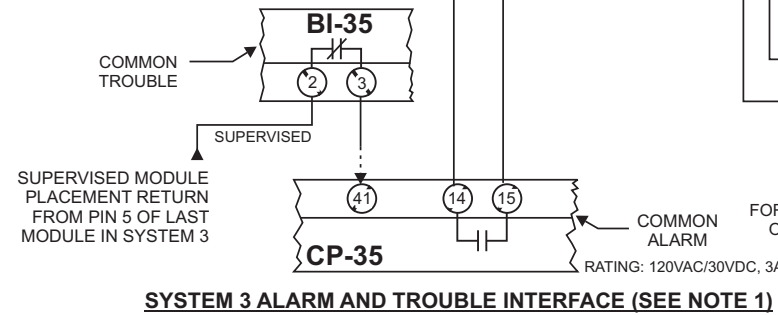 BI-35
COMMON
TROUBLE
2
3
SUPERVISED
SUPERVISED MODULE
PLACEMENT RETURN
FROM PIN 5 OF LAST
MODULE IN SYSTEM 3
41
14
15
COMMON
ALARM
CP-35
RATING: 120VAC/30VDC, 3A
SYSTEM 3 ALARM AND TROUBLE INTERFACE (SEE NOTE 1)